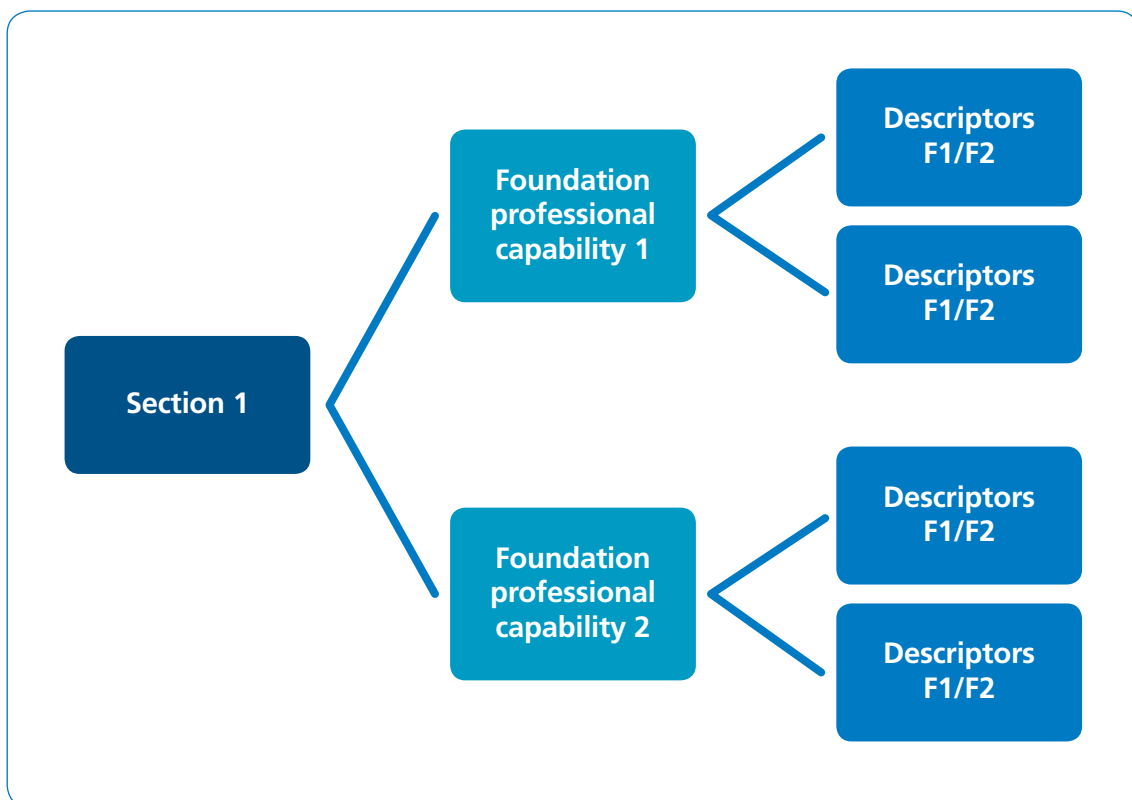 Section 1
Foundation
professional
capability 1
Descriptors
F1/F2
Descriptors
F1/F2
Foundation
professional
capability 2
Descriptors
F1/F2
Descriptors
F1/F2